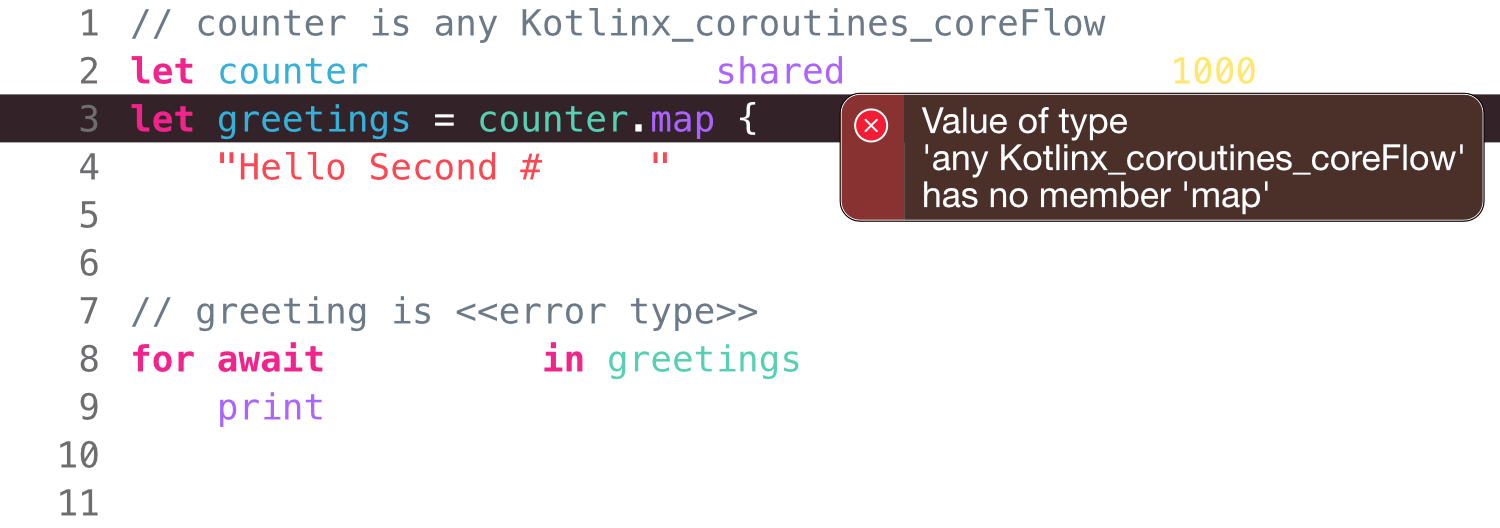 1 // counter is any Kotlinx_coroutines_coreFlow
2 let counter shared 1000
3 let greetings = counter.map {
Value of type
'any Kotlinx_coroutines_coreFlow'
has no member 'map'
4 "Hello Second # "
5
6
7 // greeting is <<error type>>
8 for await in greetings
9 print
10
11